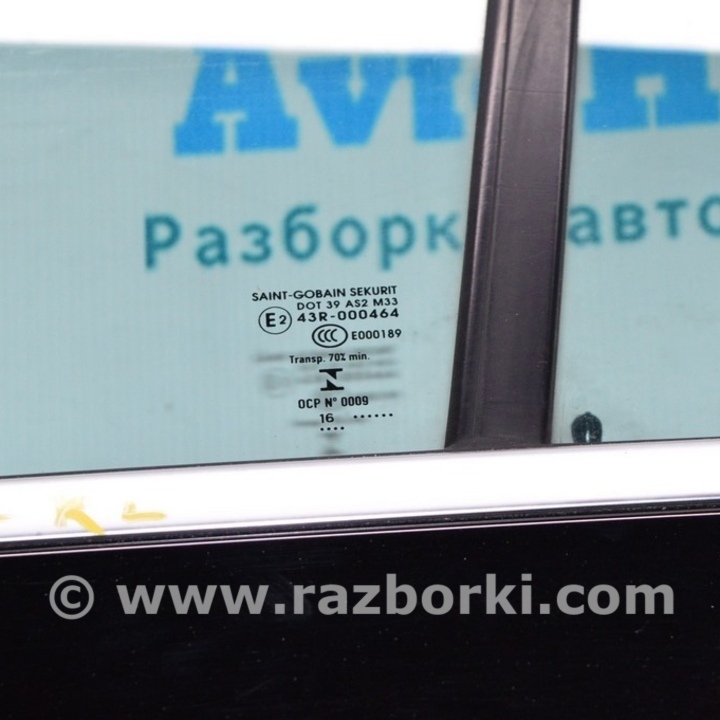 Разборк авто
SAINT-GOBAIN SEKURIT
DOT 39 AS2 M33
E2 43R-000464
CCC E000189
Transp. 70% min.
OCP N° 0009
16 ......
....
© www.razborki.com